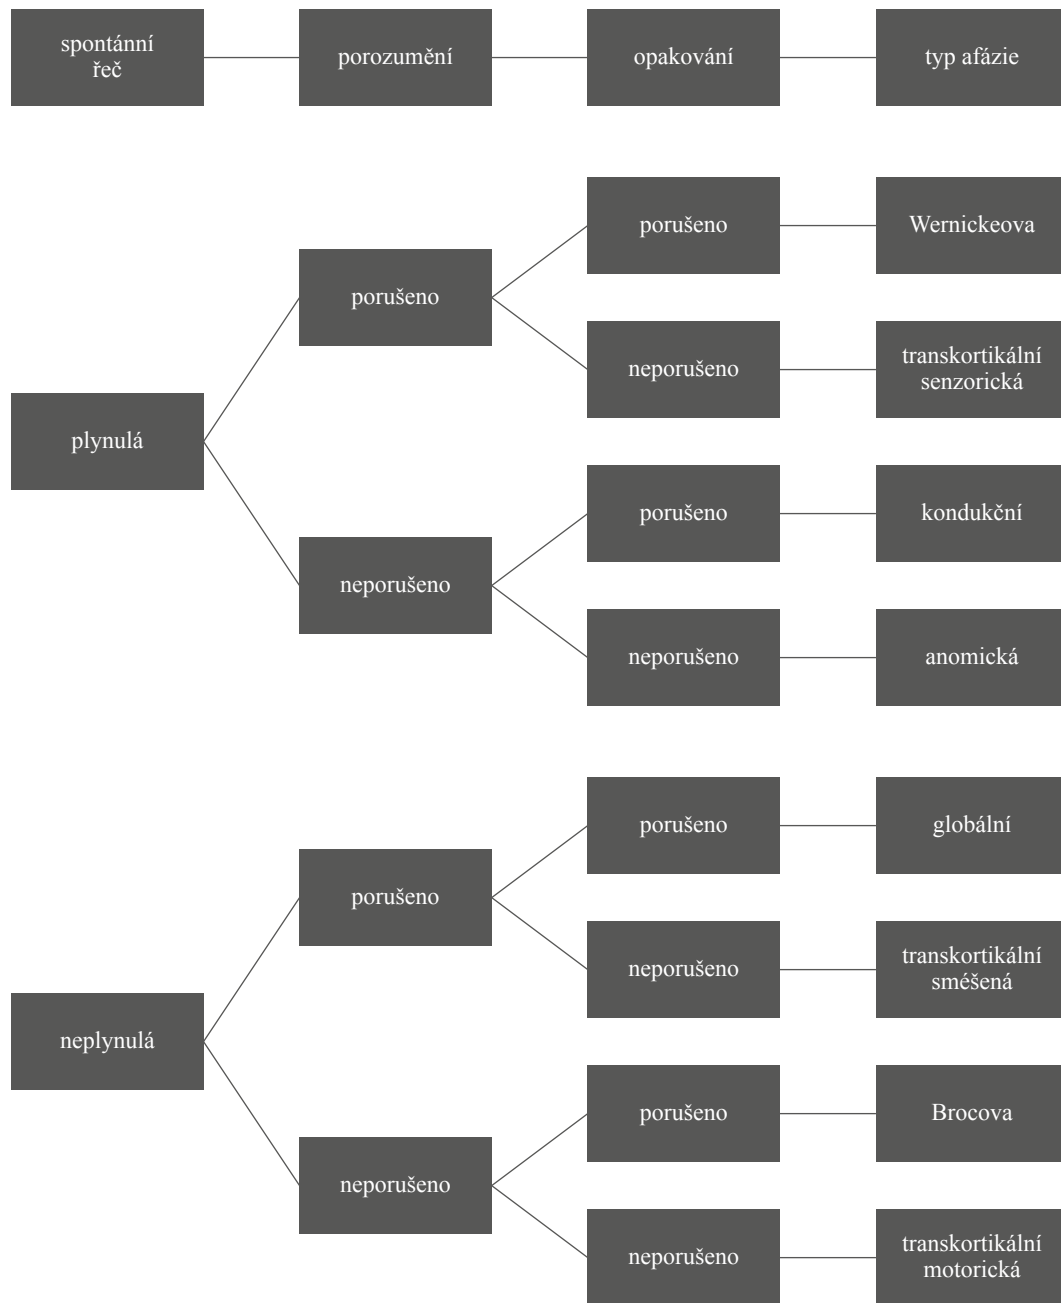 spontánní
řeč
porozumění
opakování
typ afázie
porušeno
Wernickeova
porušeno
neporušeno
transkortikální
senzorická
plynulá
porušeno
kondukční
neporušeno
neporušeno
anomická
porušeno
globální
porušeno
neporušeno
transkortikální
sméšená
neplynulá
porušeno
Brocova
neporušeno
neporušeno
transkortikální
motorická